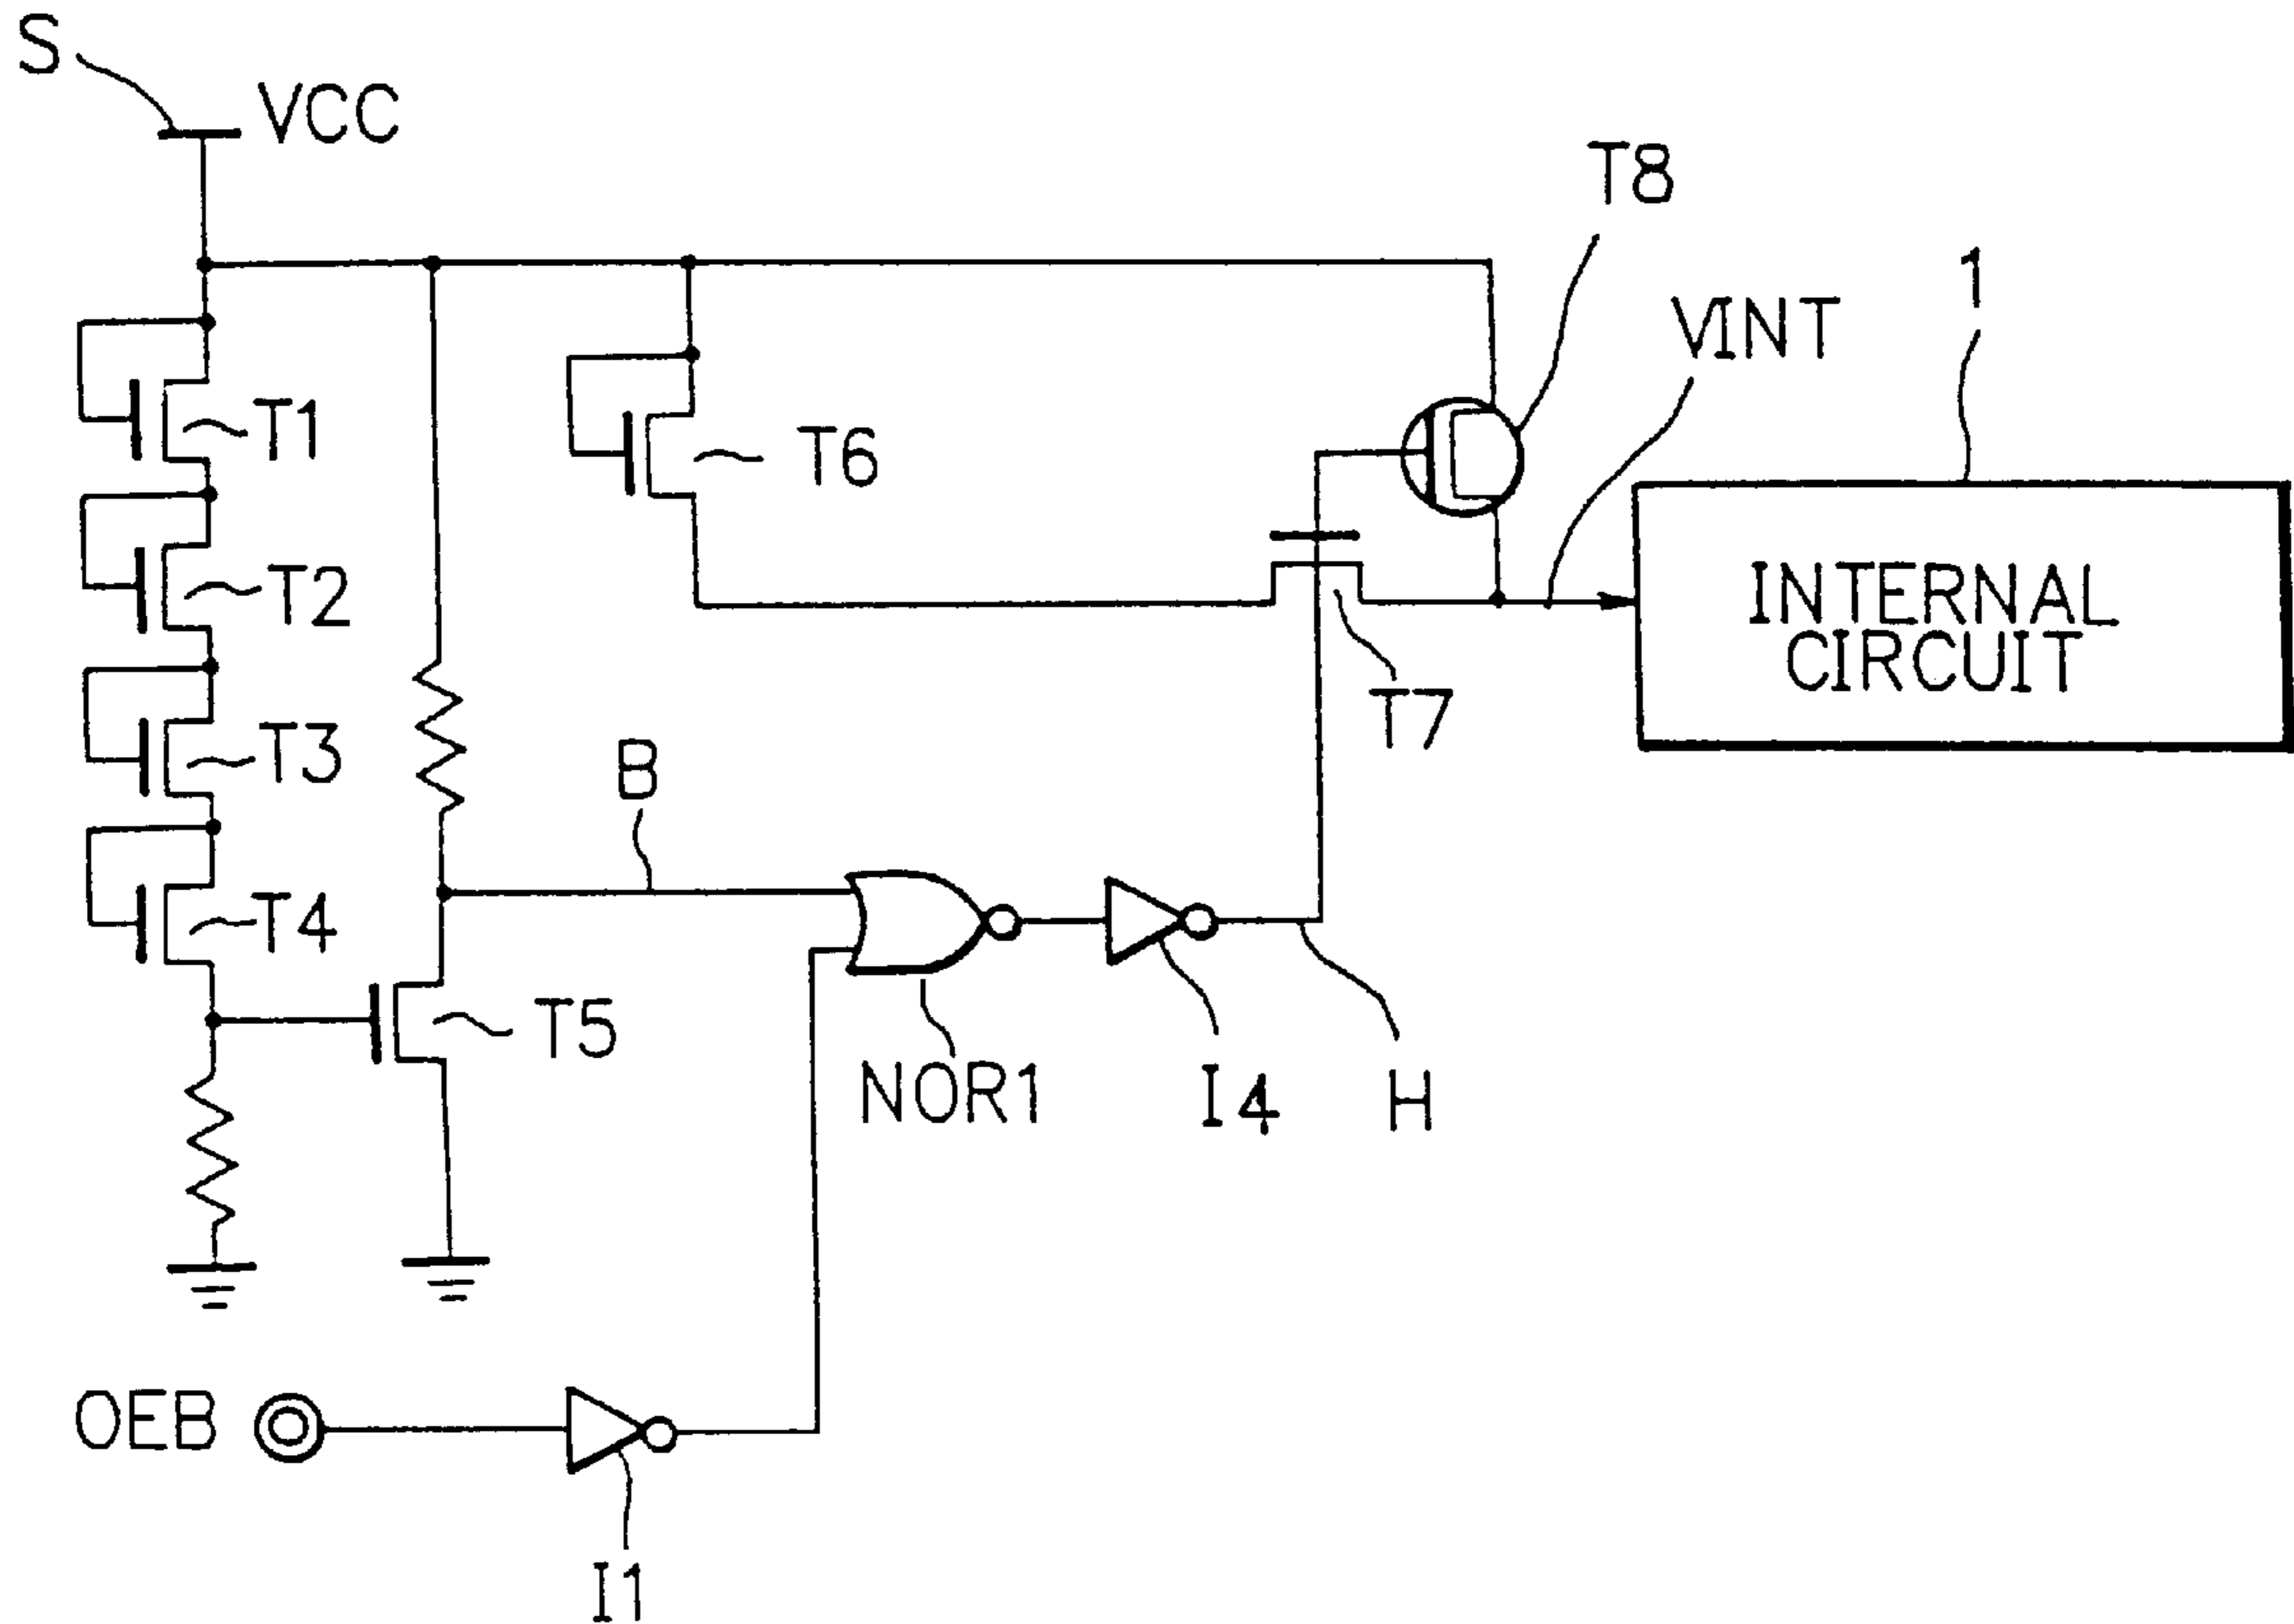 S
VCC
T8
1
VINT
T1
T6
T2
INTERNAL
CIRCUIT
T7
T3
B
T4
T5
NOR1
I4
H
OEB
I1